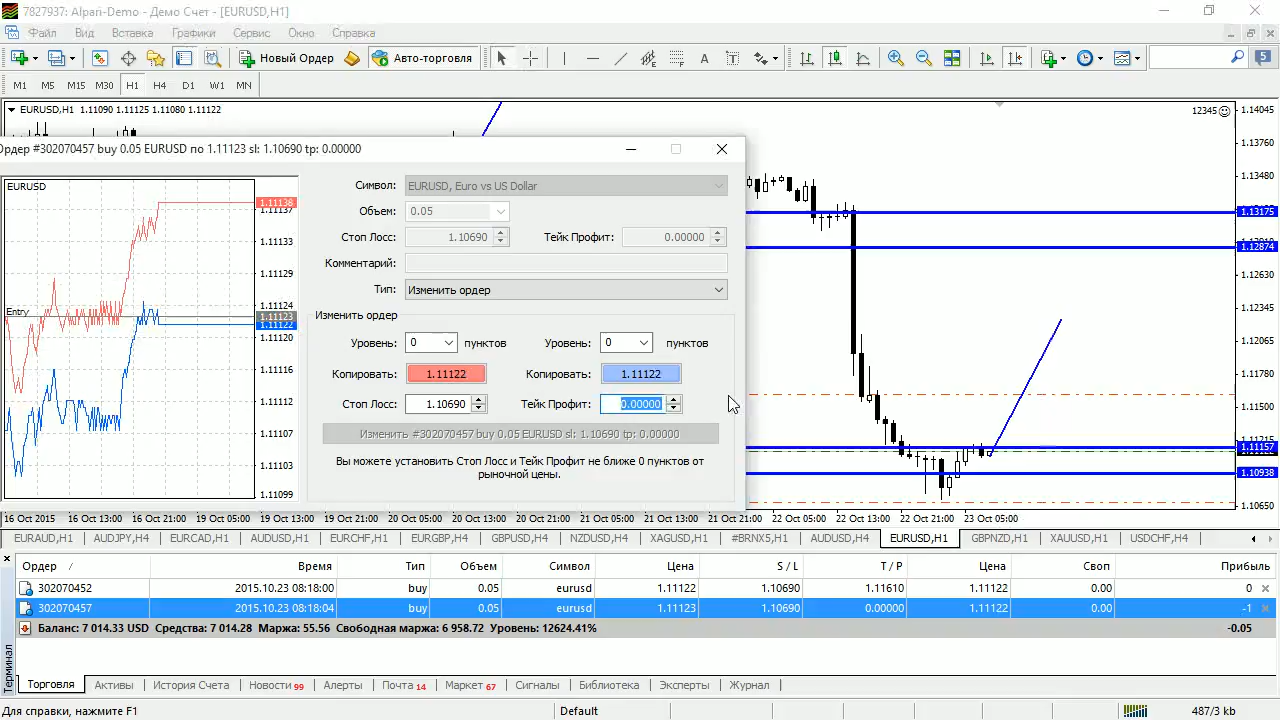 7827937: Alpari-Demo - Демо Счет - [EURUSD,H1]
Файл Вид Вставка Графики Сервис Окно Справка
Новый Ордер Авто-торговля 5
M1 M5 M15 M30 H1 H4 D1 W1 MN
EURUSD,H1 1.11090 1.11125 1.11080 1.11122
12345
Ордер #302070457 buy 0.05 EURUSD по 1.11123 sl: 1.10690 tp: 0.00000
EURUSD
Entry
1.11138
1.11137
1.11133
1.11129
1.11124
1.11123
1.11122
1.11120
1.11116
1.11112
1.11107
1.11103
1.11099
Символ: EURUSD, Euro vs US Dollar
Объем: 0.05
Стоп Лосс: 1.10690 Тейк Профит: 0.00000
Комментарий:
Тип: Изменить ордер
Изменить ордер
Уровень: 0 пунктов Уровень: 0 пунктов
Копировать: 1.11122 Копировать: 1.11122
Стоп Лосс: 1.10690 Тейк Профит: 0.00000
Изменить #302070457 buy 0.05 EURUSD sl: 1.10690 tp: 0.00000
Вы можете установить Стоп Лосс и Тейк Профит не ближе 0 пунктов от
рыночной цены.
1.14045
1.13760
1.13480
1.13175
1.12874
1.12630
1.12345
1.12065
1.11780
1.11500
1.11215
1.11157
1.10938
1.10650
16 Oct 2015 16 Oct 13:00 16 Oct 21:00 19 Oct 05:00 19 Oct 13:00 19 Oct 21:00 20 Oct 05:00 20 Oct 13:00 20 Oct 21:00 21 Oct 05:00 21 Oct 13:00 21 Oct 21:00 22 Oct 05:00 22 Oct 13:00 22 Oct 21:00 23 Oct 05:00
EURAUD,H1 AUDJPY,H4 EURCAD,H1 AUDUSD,H1 EURCHF,H1 EURGBP,H4 GBPUSD,H4 NZDUSD,H4 XAGUSD,H1 #BRNX5,H1 AUDUSD,H4 EURUSD,H1 GBPNZD,H1 XAUUSD,H1 USDCHF,H4
Ордер / Время Тип Объем Символ Цена S / L T / P Цена Своп Прибыль
302070452 2015.10.23 08:18:00 buy 0.05 eurusd 1.11122 1.10690 1.11610 1.11122 0.00 0
302070457 2015.10.23 08:18:04 buy 0.05 eurusd 1.11123 1.10690 0.00000 1.11122 0.00 -1
Баланс: 7 014.33 USD Средства: 7 014.28 Маржа: 55.56 Свободная маржа: 6 958.72 Уровень: 12624.41% -0.05
Терминал
Торговля Активы История Счета Новости 99 Алерты Почта 14 Маркет 67 Сигналы Библиотека Эксперты Журнал
Для справки, нажмите F1 Default 487/3 kb